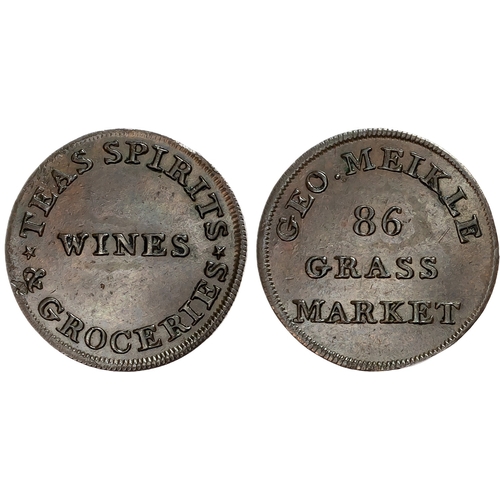 TEAS SPIRITS
WINES
& GROCERIES
GEO. MEIKLE
86
GRASS
MARKET